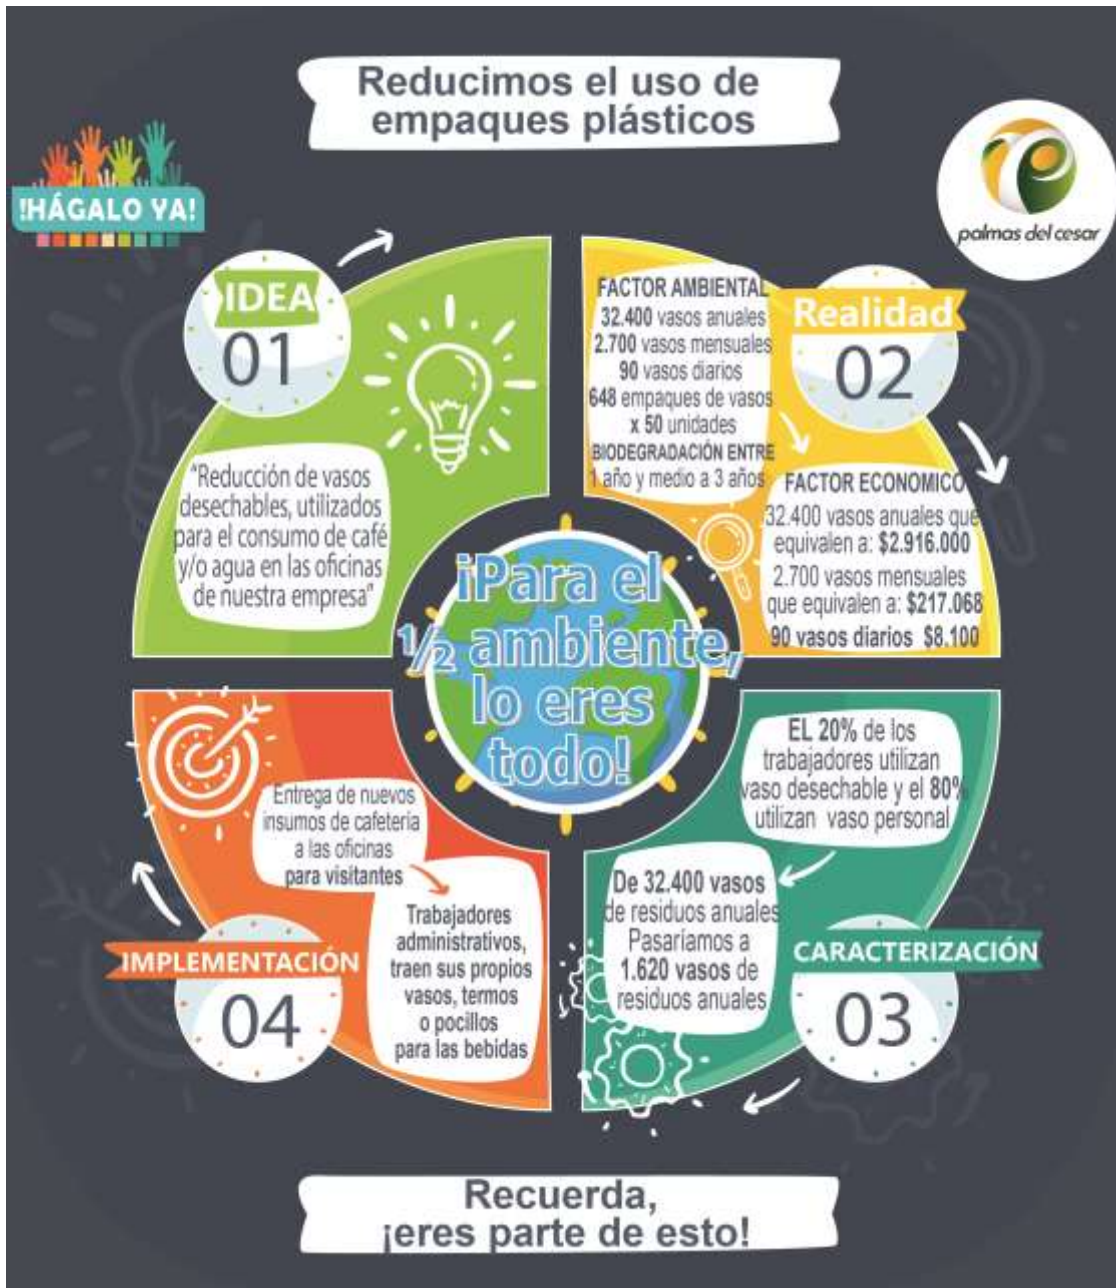 Reducimos el uso de
empaques plásticos
!HÁGALO YA!
palmas del cesar
IDEA
01
"Reducción de vasos
desechables, utilizados
para el consumo de café
y/o agua en las oficinas
de nuestra empresa"
Realidad
02
FACTOR AMBIENTAL
32.400 vasos anuales
2.700 vasos mensuales
90 vasos diarios
648 empaques de vasos
x 50 unidades
BIODEGRADACIÓN ENTRE
1 año y medio a 3 años
FACTOR ECONOMICO
32.400 vasos anuales que
equivalen a: $2.916.000
2.700 vasos mensuales
que equivalen a: $217.068
90 vasos diarios $8.100
¡Para el
1/2 ambiente,
lo eres
todo!
EL 20% de los
trabajadores utilizan
vaso desechable y el 80%
utilizan vaso personal
De 32.400 vasos
de residuos anuales
Pasaríamos a
1.620 vasos de
residuos anuales
CARACTERIZACIÓN
03
Entrega de nuevos
insumos de cafeteria
a las oficinas
para visitantes
Trabajadores
administrativos,
traen sus propios
vasos, termos
o pocillos
para las bebidas
IMPLEMENTACIÓN
04
Recuerda,
¡eres parte de esto!